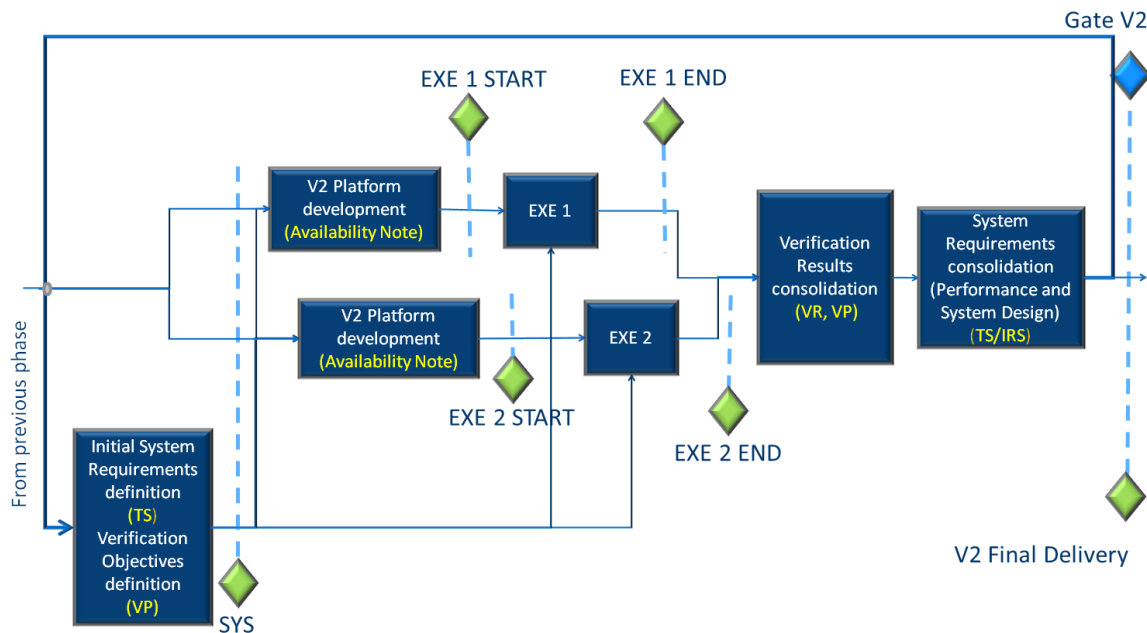 Gate V2
EXE 1 START
EXE 1 END
V2 Platform
development
(Availability Note)
EXE 1
Verification
Results
consolidation
(VR, VP)
System
Requirements
consolidation
(Performance and
System Design)
(TS/IRS)
V2 Platform
development
(Availability Note)
EXE 2
EXE 2 START
EXE 2 END
From previous phase
Initial System
Requirements
definition
(TS)
Verification
Objectives
definition
(VP)
SYS
V2 Final Delivery